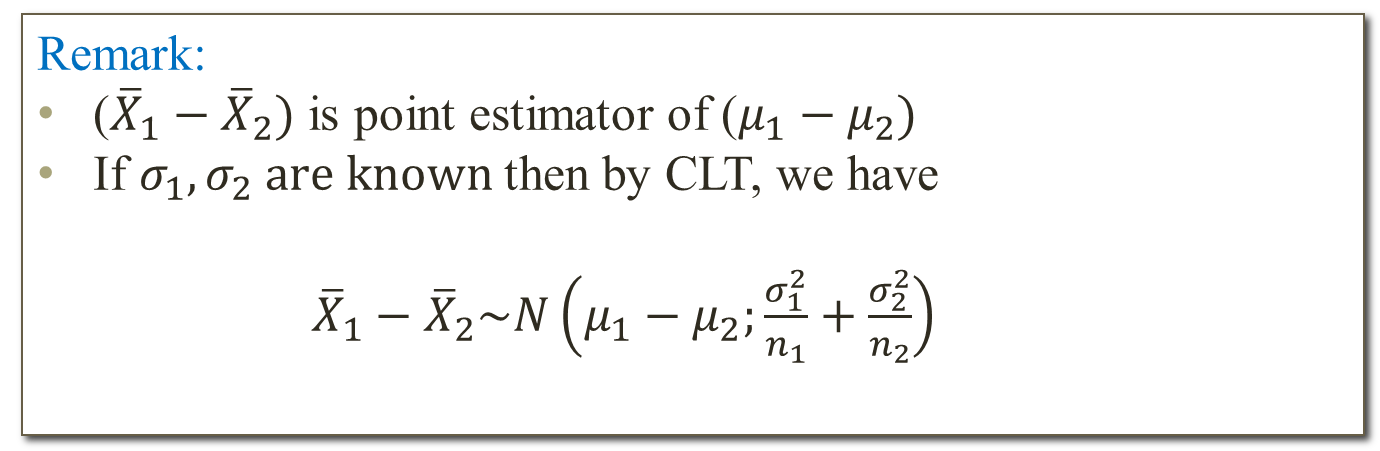 Remark:
• (X̄₁ − X̄₂) is point estimator of (μ₁ − μ₂)
• If σ₁, σ₂ are known then by CLT, we have
X̄₁ − X̄₂~N (μ₁ − μ₂; σ₁²/n₁ + σ₂²/n₂)